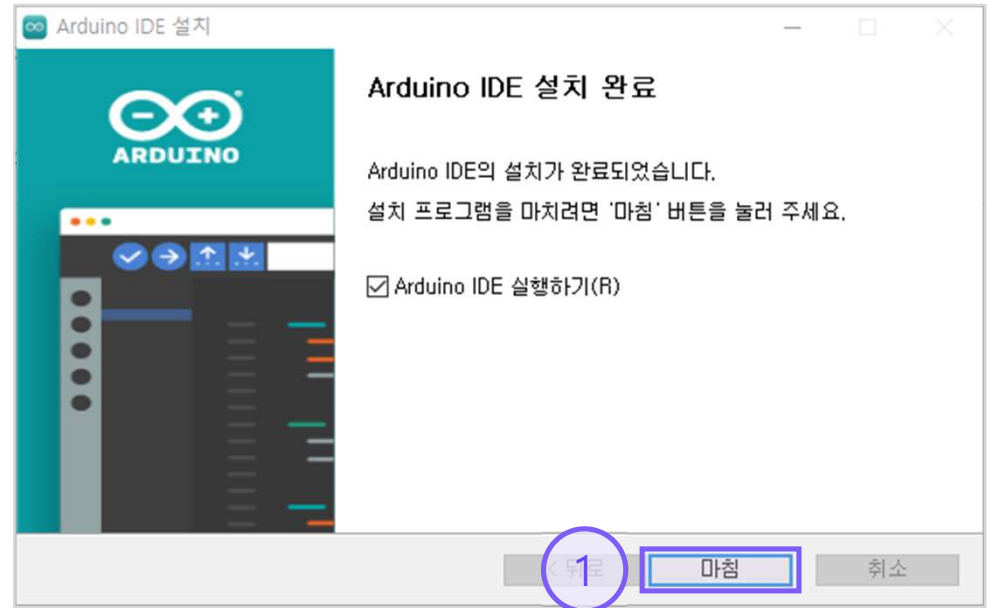 Arduino IDE 설치
ARDUINO
Arduino IDE 설치 완료
Arduino IDE의 설치가 완료되었습니다.
설치 프로그램을 마치려면 '마침' 버튼을 눌러 주세요.
Arduino IDE 실행하기(R)
< 뒤로
1
마침
취소